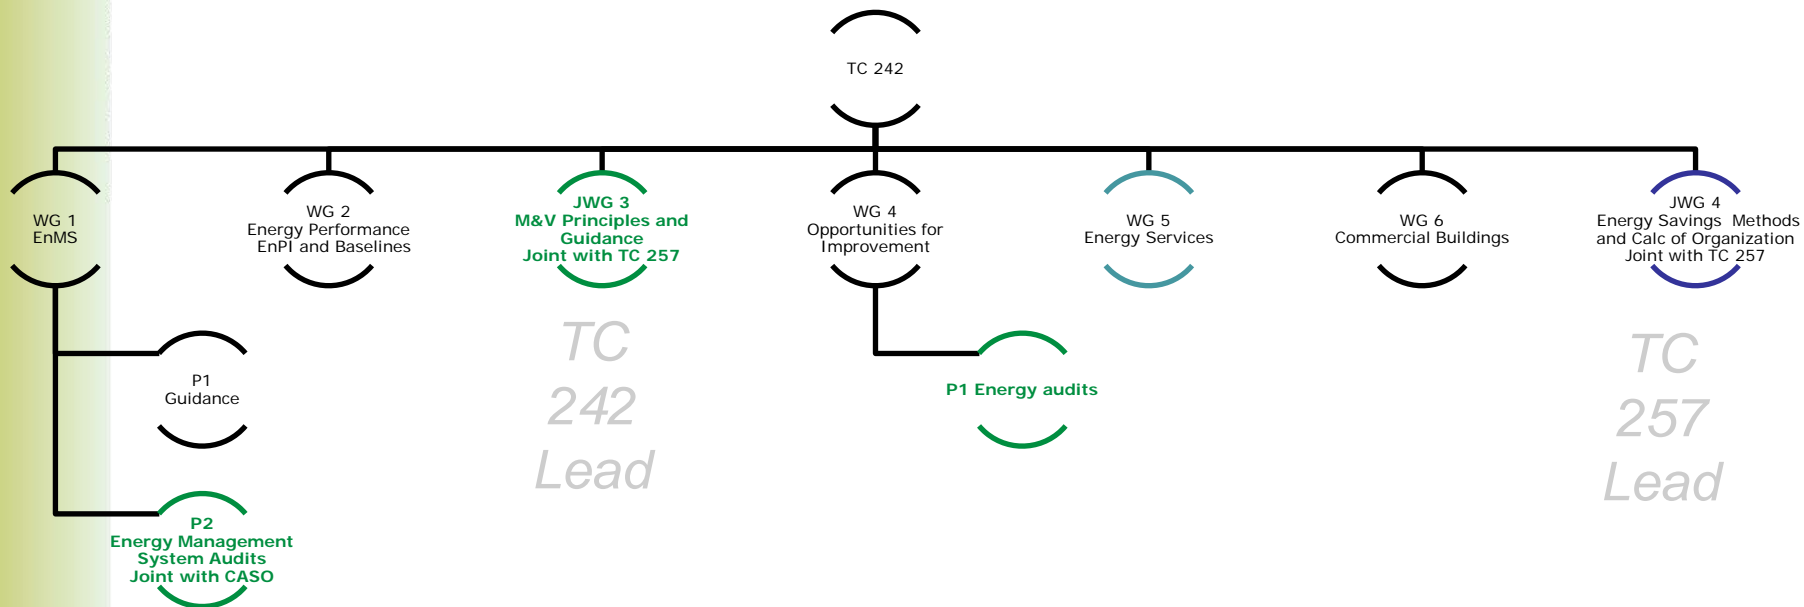 TC 242
WG 1
EnMS
WG 2
Energy Performance
EnPI and Baselines
JWG 3
M&V Principles and
Guidance
Joint with TC 257
WG 4
Opportunities for
Improvement
WG 5
Energy Services
WG 6
Commercial Buildings
JWG 4
Energy Savings Methods
and Calc of Organization
Joint with TC 257
P1
Guidance
TC
242
Lead
P1 Energy audits
TC
257
Lead
P2
Energy Management
System Audits
Joint with CASO